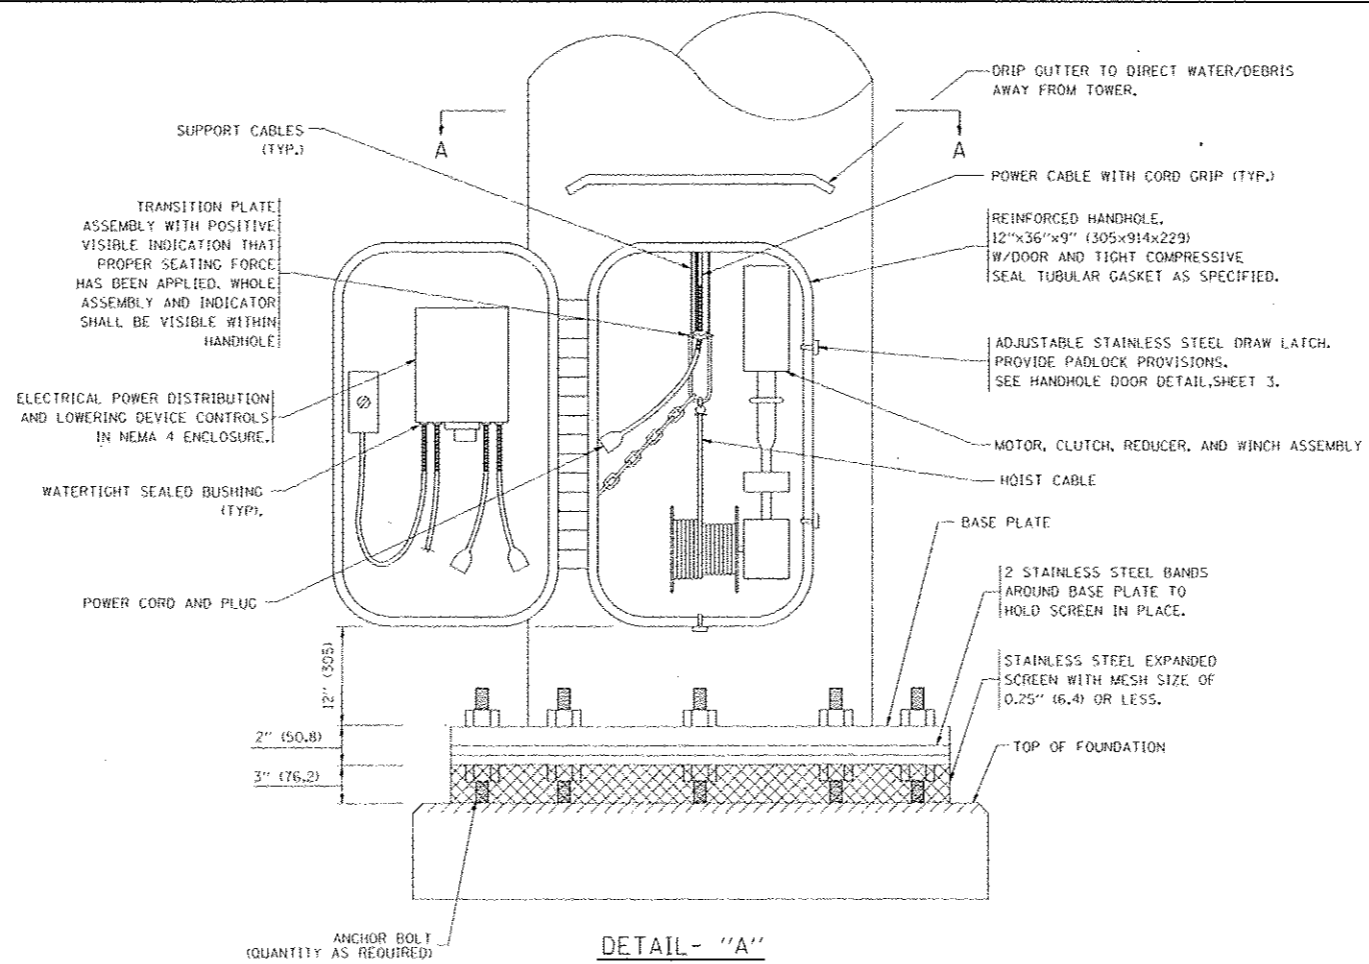 DRIP GUTTER TO DIRECT WATER/DEBRIS
AWAY FROM TOWER.
SUPPORT CABLES
(TYP.)
A
A
POWER CABLE WITH CORD GRIP (TYP.)
TRANSITION PLATE
ASSEMBLY WITH POSITIVE
VISIBLE INDICATION THAT
PROPER SEATING FORCE
HAS BEEN APPLIED. WHOLE
ASSEMBLY AND INDICATOR
SHALL BE VISIBLE WITHIN
HANDHOLE
REINFORCED HANDHOLE.
12"x36"x9" (305x914x229)
W/DOOR AND TIGHT COMPRESSIVE
SEAL TUBULAR GASKET AS SPECIFIED.
ADJUSTABLE STAINLESS STEEL DRAW LATCH.
PROVIDE PADLOCK PROVISIONS.
SEE HANDHOLE DOOR DETAIL,SHEET 3.
ELECTRICAL POWER DISTRIBUTION
AND LOWERING DEVICE CONTROLS
IN NEMA 4 ENCLOSURE.
MOTOR, CLUTCH, REDUCER, AND WINCH ASSEMBLY
HOIST CABLE
WATERTIGHT SEALED BUSHING
(TYP).
BASE PLATE
2 STAINLESS STEEL BANDS
AROUND BASE PLATE TO
HOLD SCREEN IN PLACE.
POWER CORD AND PLUG
12" (305)
STAINLESS STEEL EXPANDED
SCREEN WITH MESH SIZE OF
0.25" (6.4) OR LESS.
2" (50.8)
TOP OF FOUNDATION
3" (76.2)
ANCHOR BOLT
(QUANTITY AS REQUIRED)
DETAIL- "A"